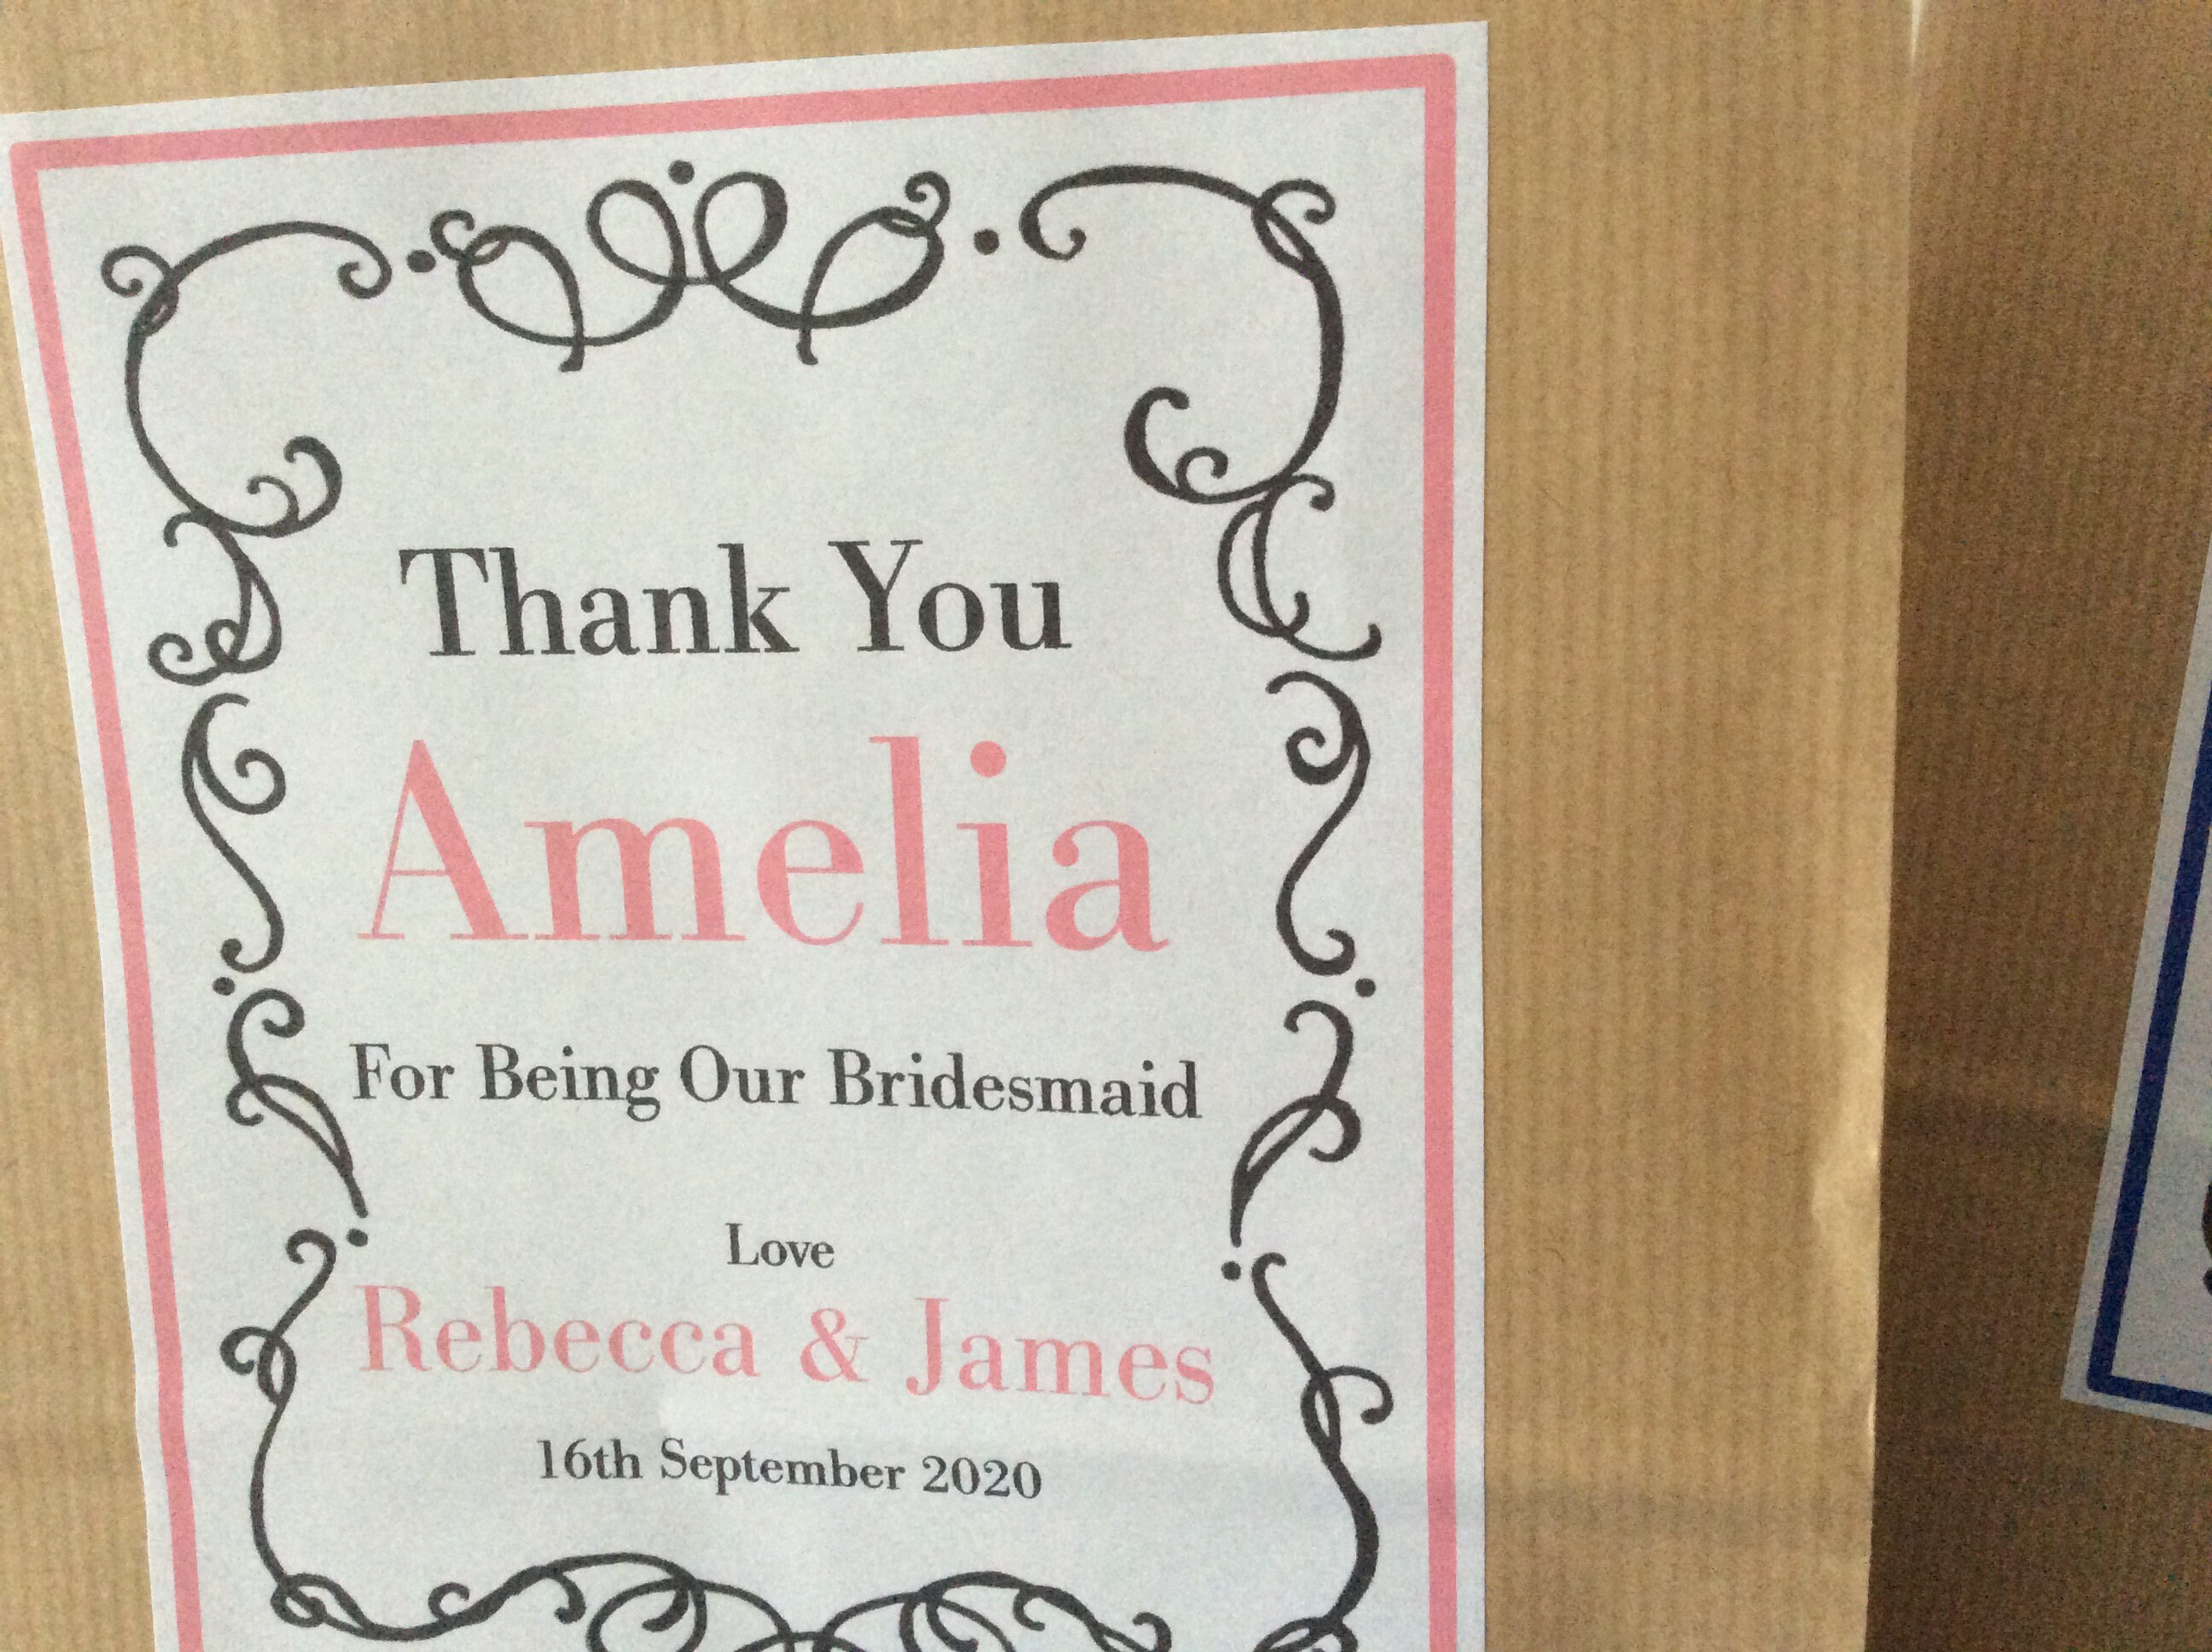 Thank You
Amelia
For Being Our Bridesmaid
Love
Rebecca & James
16th September 2020